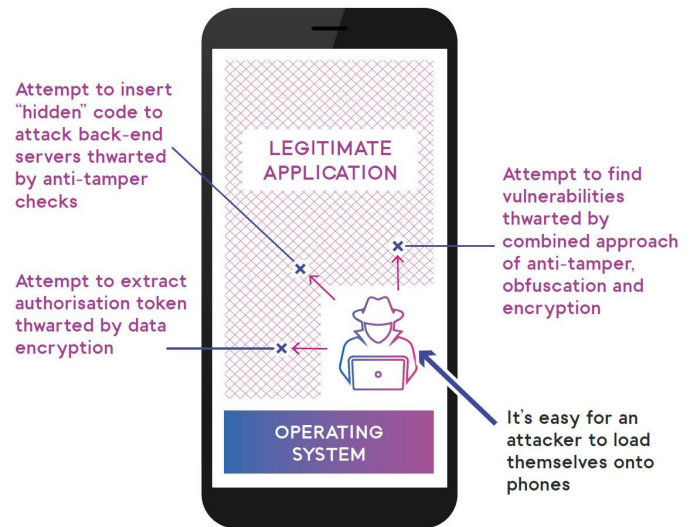 Attempt to insert
“hidden” code to
attack back-end
servers thwarted
by anti-tamper
checks
Attempt to extract
authorisation token
thwarted by data
encryption
LEGITIMATE
APPLICATION
OPERATING
SYSTEM
Attempt to find
vulnerabilities
thwarted by
combined approach
of anti-tamper,
obfuscation and
encryption
It’s easy for an
attacker to load
themselves onto
phones